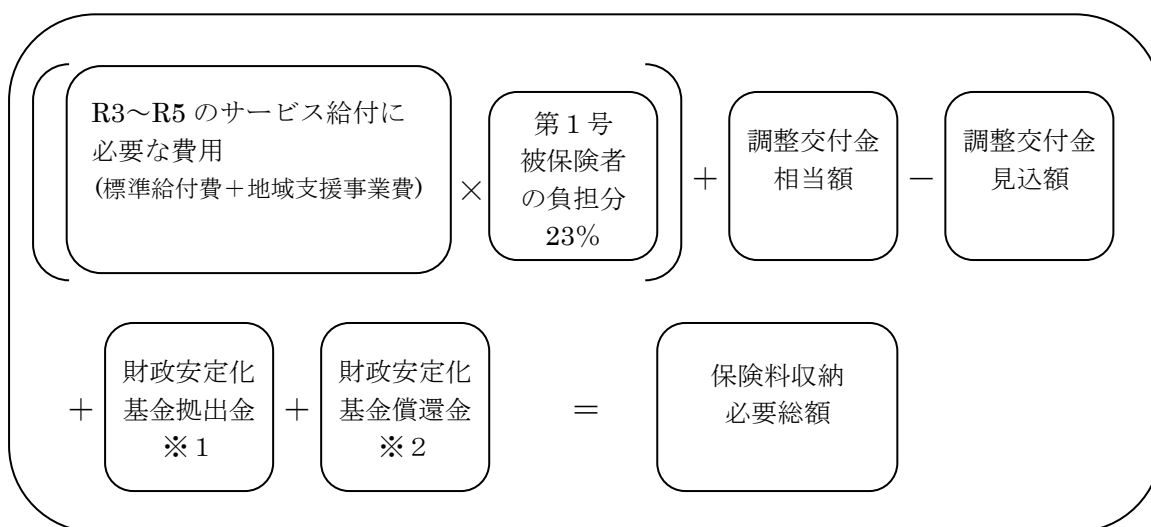 R3～R5 のサービス給付に
必要な費用
(標準給付費＋地域支援事業費)
×
第１号
被保険者
の負担分
23%
＋
調整交付金
相当額
－
調整交付金
見込額
＋
財政安定化
基金拠出金
※１
＋
財政安定化
基金償還金
※２
＝
保険料収納
必要総額